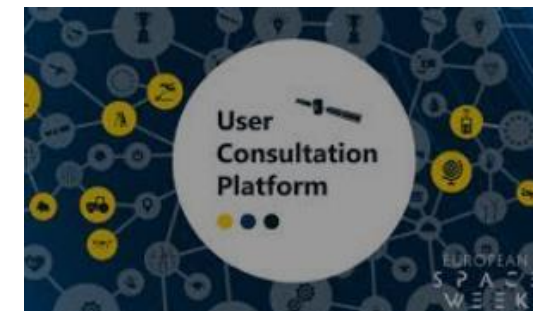 User
Consultation
Platform
EUROPEAN
SPACE
WEEK